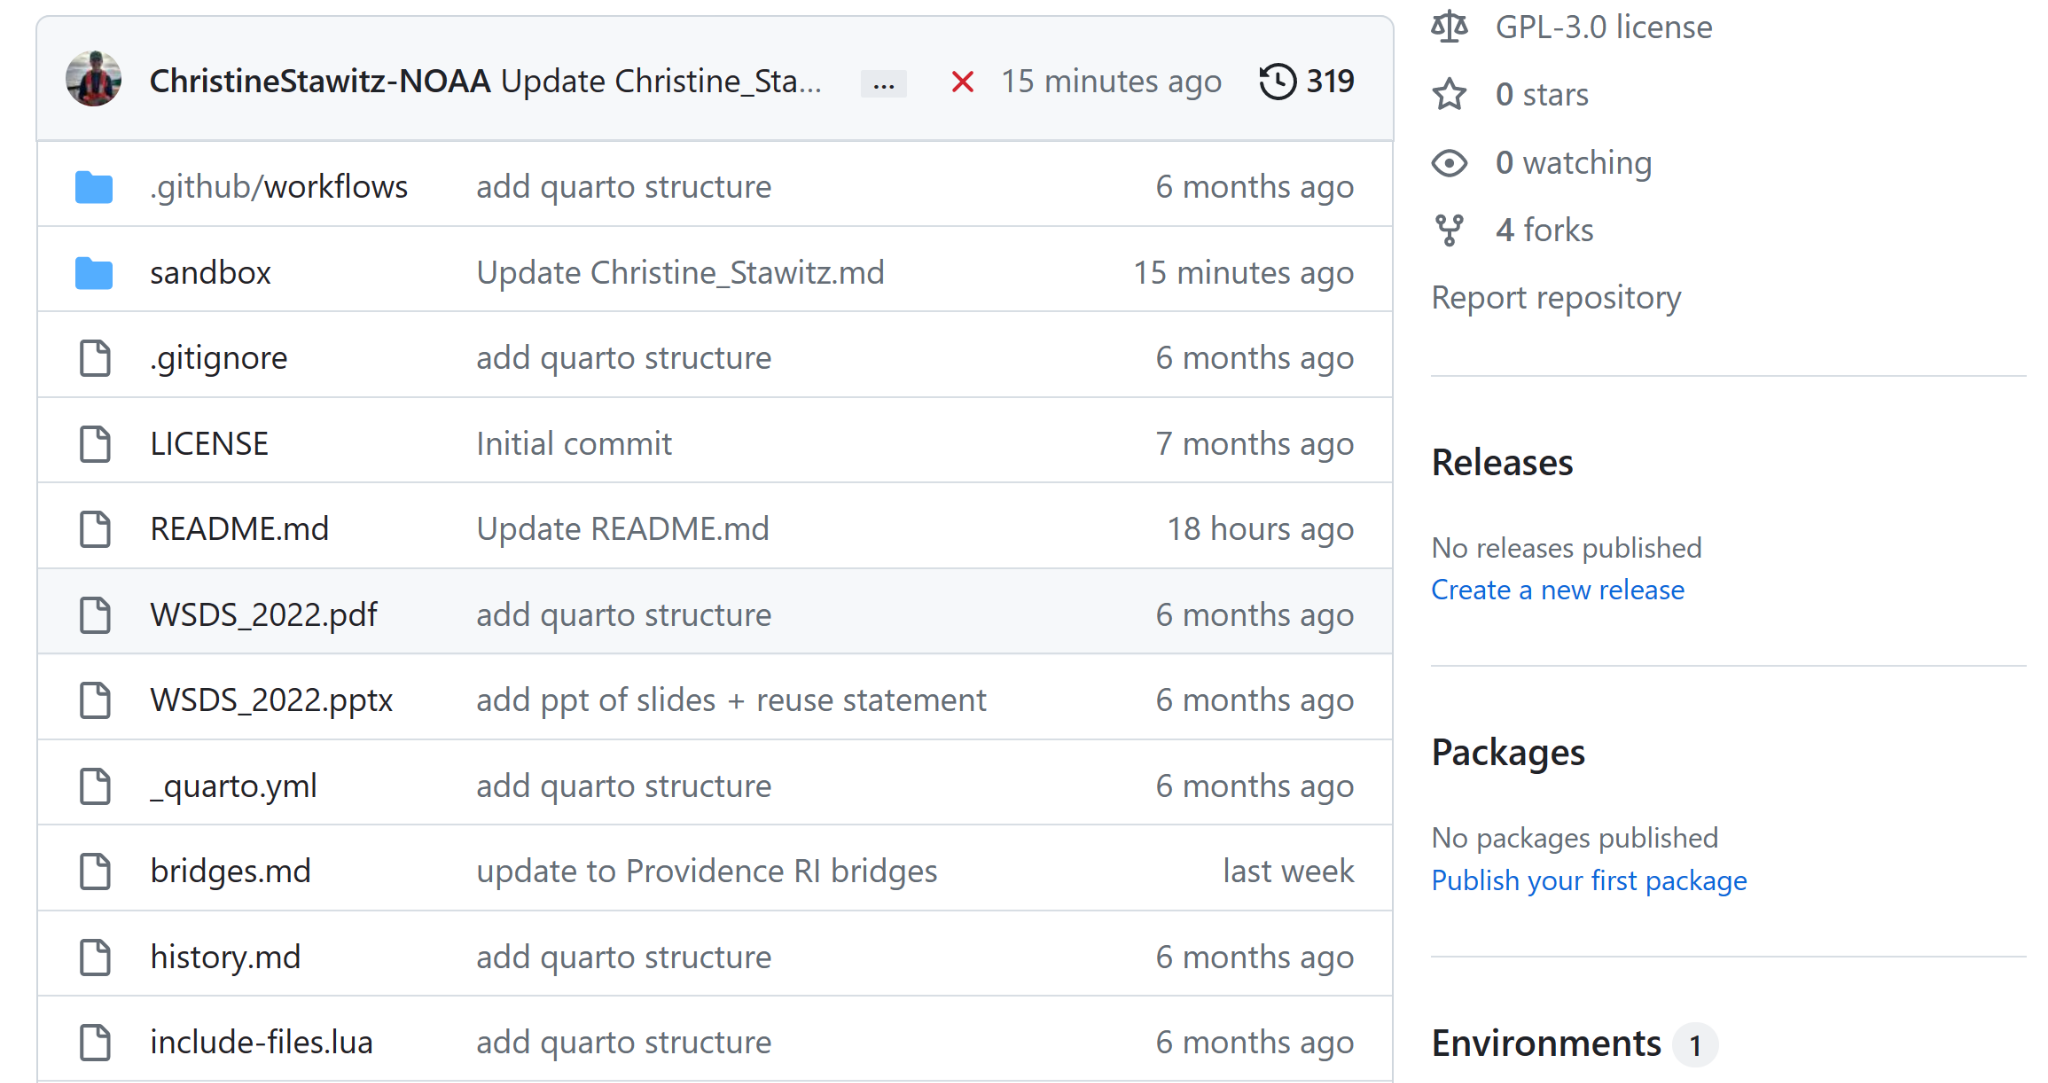 ChristineStawitz-NOAA Update Christine_Sta... ... 15 minutes ago 319
.github/workflows add quarto structure 6 months ago
sandbox Update Christine_Stawitz.md 15 minutes ago
.gitignore add quarto structure 6 months ago
LICENSE Initial commit 7 months ago
README.md Update README.md 18 hours ago
WSDS_2022.pdf add quarto structure 6 months ago
WSDS_2022.pptx add ppt of slides + reuse statement 6 months ago
_quarto.yml add quarto structure 6 months ago
bridges.md update to Providence RI bridges last week
history.md add quarto structure 6 months ago
include-files.lua add quarto structure 6 months ago
GPL-3.0 license
0 stars
0 watching
4 forks
Report repository
Releases
No releases published
Create a new release
Packages
No packages published
Publish your first package
Environments 1